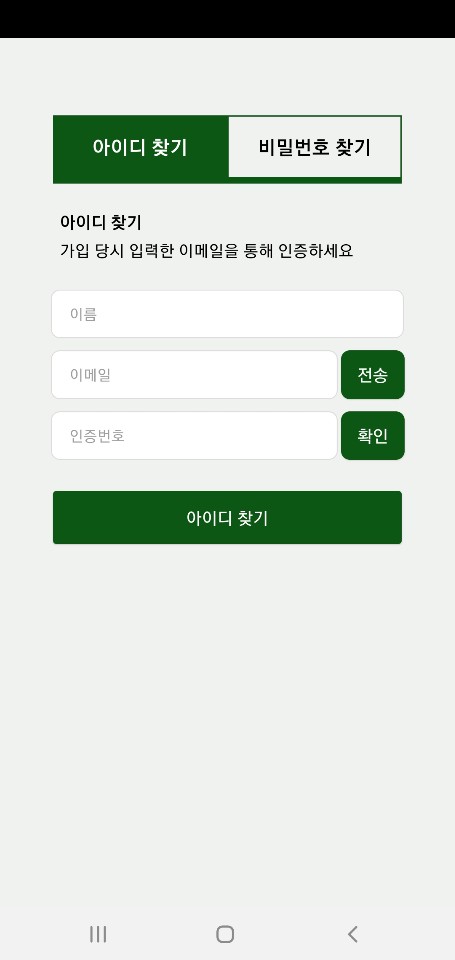 아이디 찾기
비밀번호 찾기
아이디 찾기
가입 당시 입력한 이메일을 통해 인증하세요
이름
이메일
전송
인증번호
확인
아이디 찾기